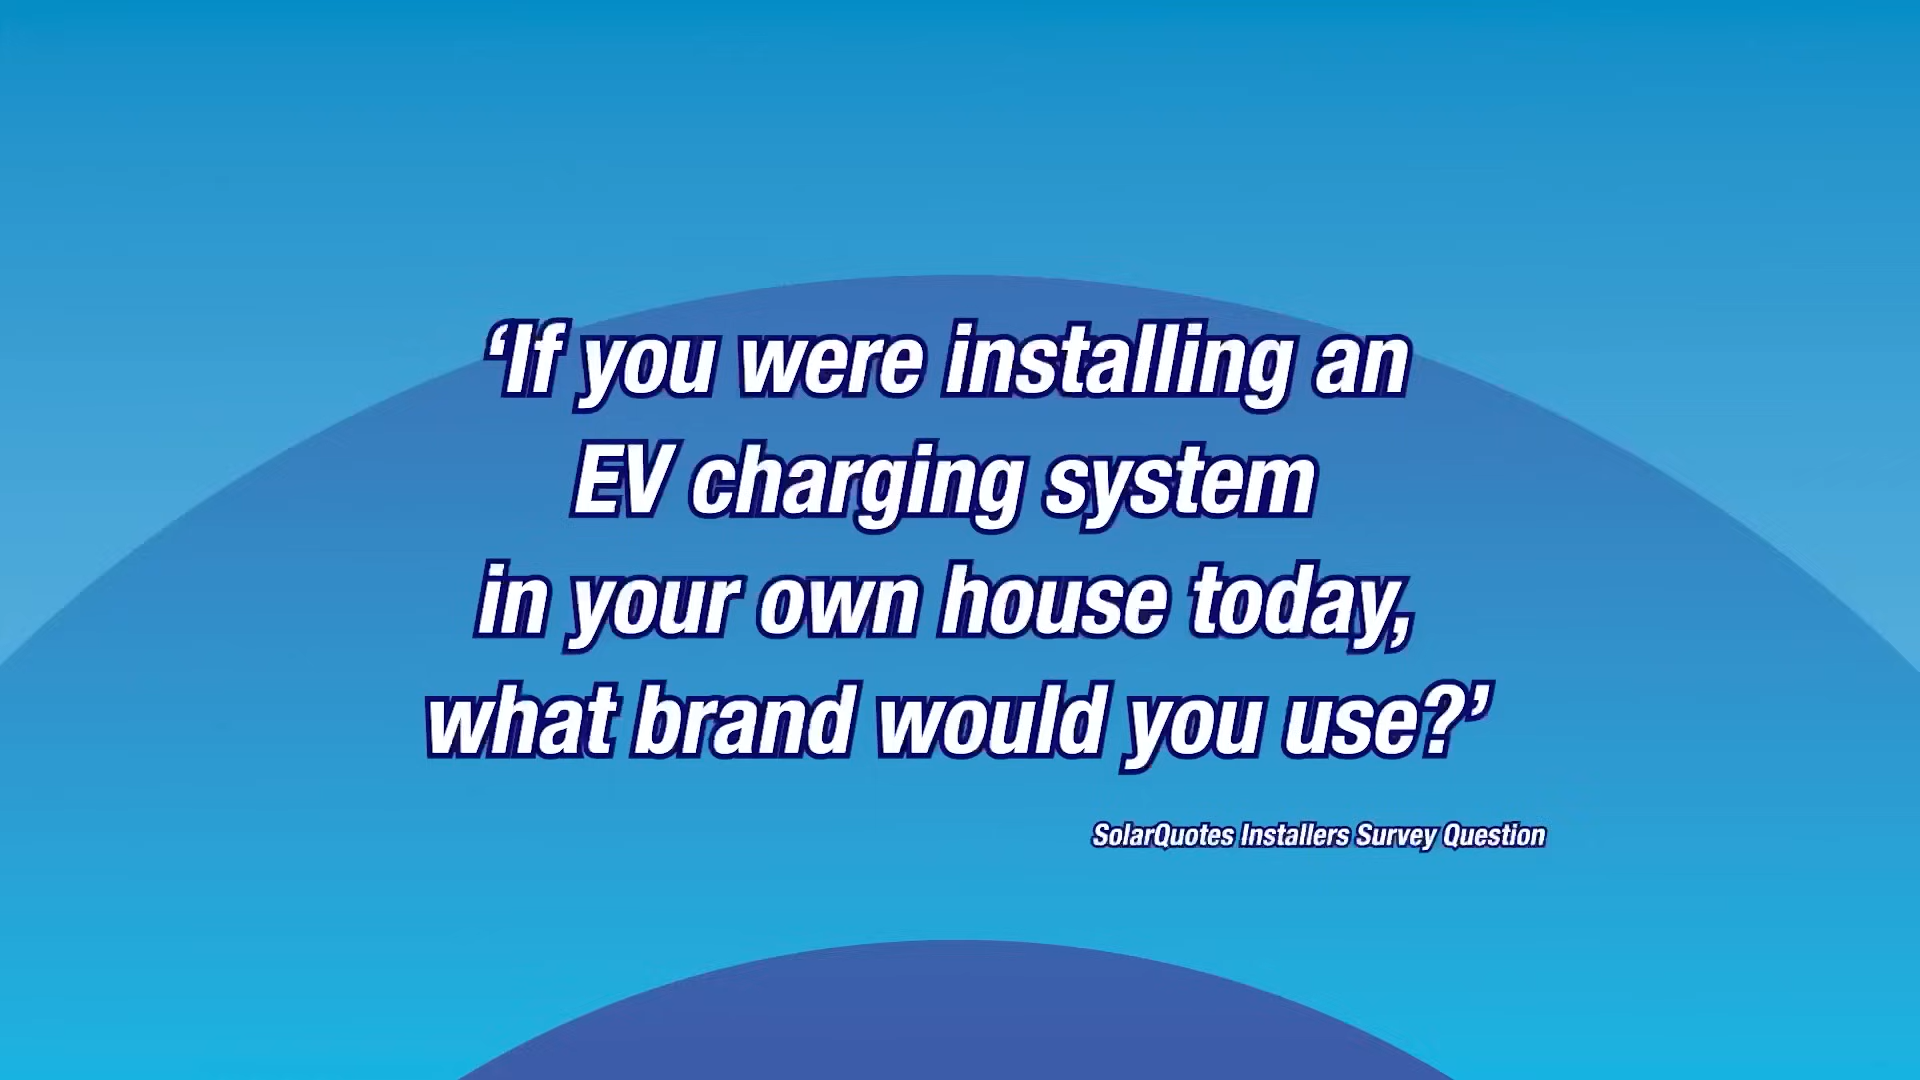 ‘If you were installing an
EV charging system
in your own house today,
what brand would you use?’
SolarQuotes Installers Survey Question